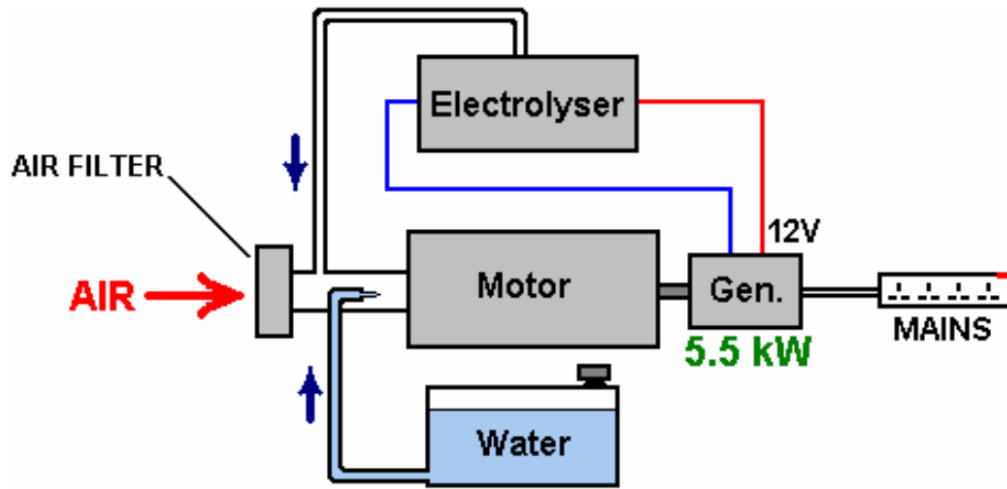 Electrolyser
AIR FILTER
12V
AIR
Motor
Gen.
MAINS
5.5 kW
Water